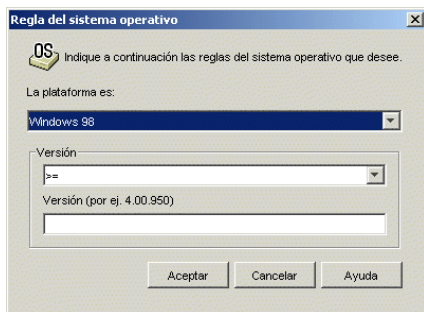 Regla del sistema operativo
OS
Indique a continuación las reglas del sistema operativo que desee.
La plataforma es:
Windows 98
Versión
>=
Versión (por ej. 4.00.950)
Aceptar
Cancelar
Ayuda